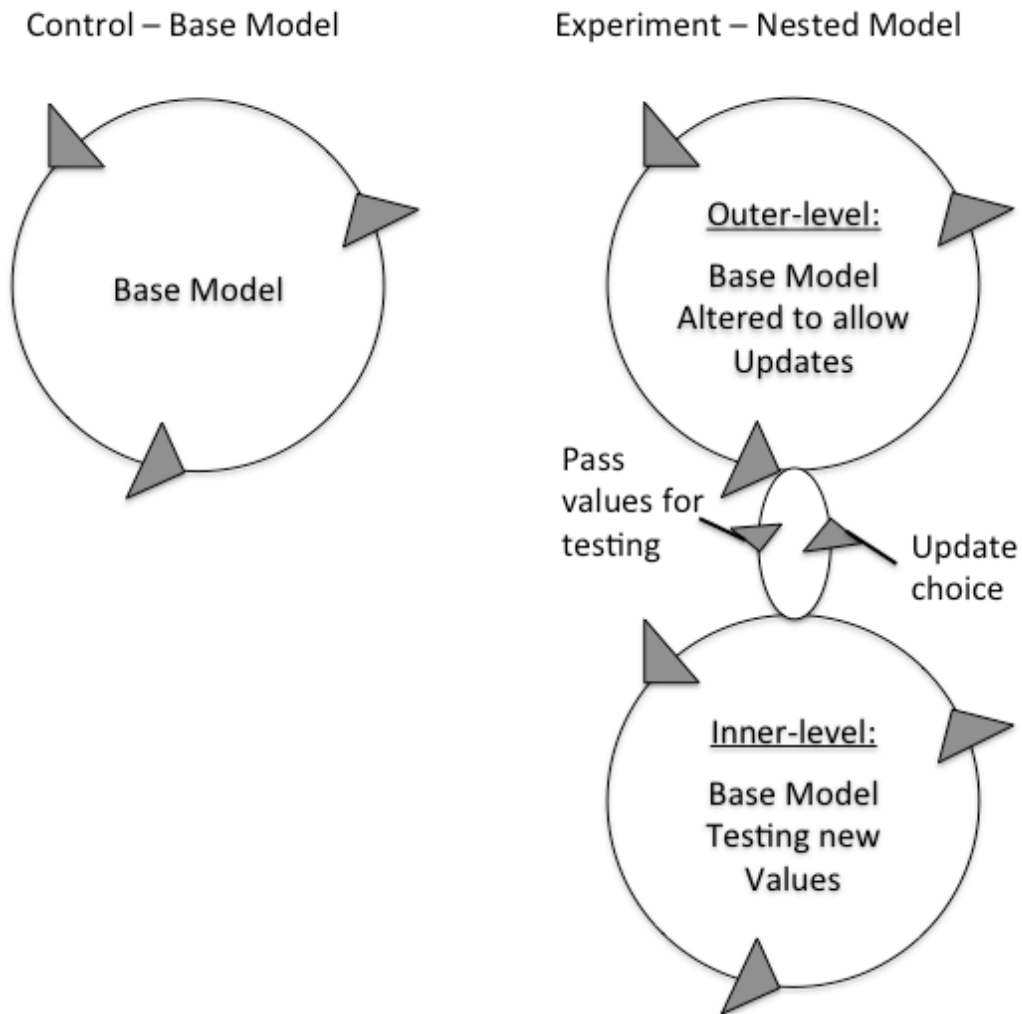 Control – Base Model
Experiment – Nested Model
Base Model
Outer-level:
Base Model
Altered to allow
Updates
Pass
values for
testing
Update
choice
Inner-level:
Base Model
Testing new
Values